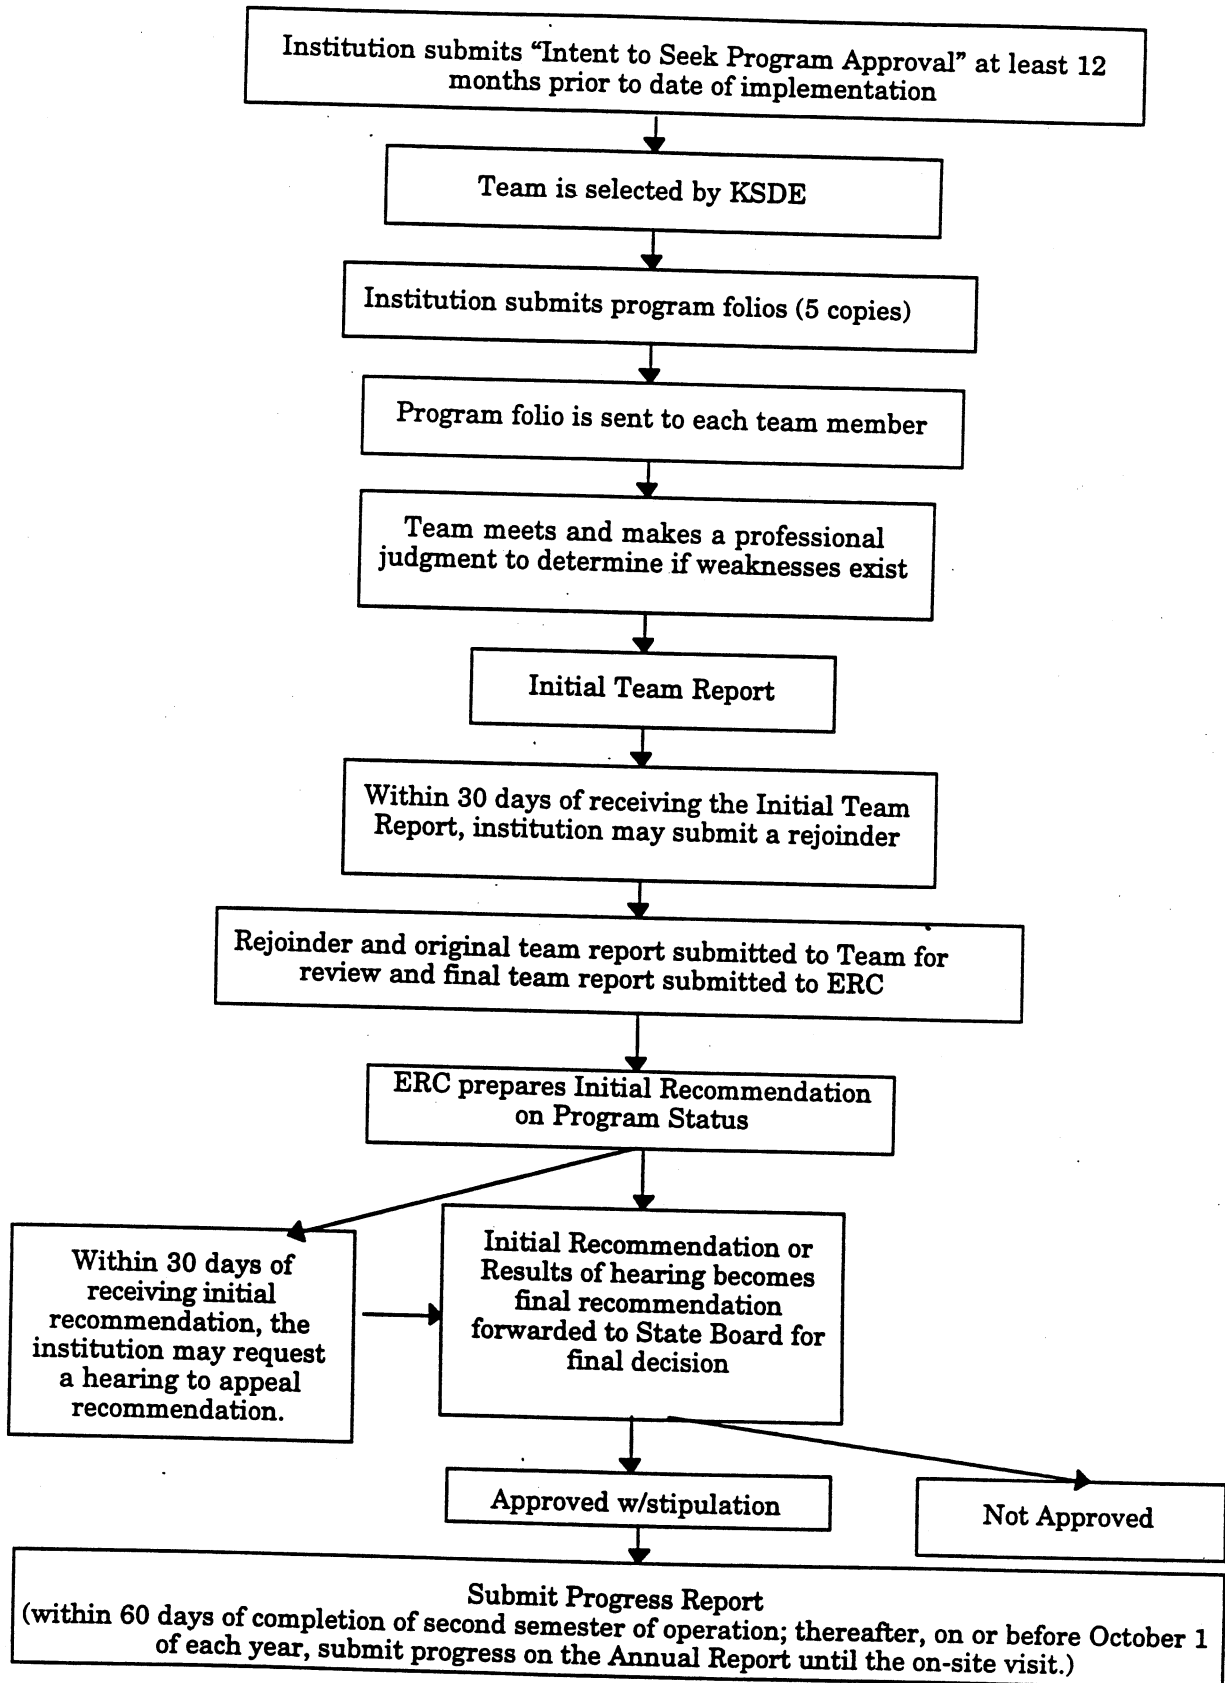 Institution submits “Intent to Seek Program Approval” at least 12
months prior to date of implementation
Team is selected by KSDE
Institution submits program folios (5 copies)
Program folio is sent to each team member
Team meets and makes a professional
judgment to determine if weaknesses exist
Initial Team Report
Within 30 days of receiving the Initial Team
Report, institution may submit a rejoinder
Rejoinder and original team report submitted to Team for
review and final team report submitted to ERC
ERC prepares Initial Recommendation
on Program Status
Within 30 days of
receiving initial
recommendation, the
institution may request
a hearing to appeal
recommendation.
Initial Recommendation or
Results of hearing becomes
final recommendation
forwarded to State Board for
final decision
Approved w/stipulation
Not Approved
Submit Progress Report
(within 60 days of completion of second semester of operation; thereafter, on or before October 1
of each year, submit progress on the Annual Report until the on-site visit.)